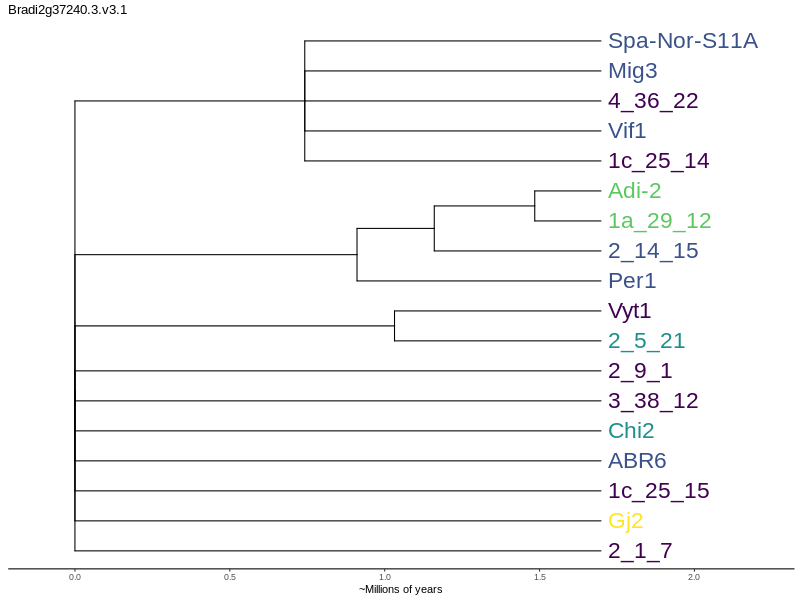 Bradi2g37240.3.v3.1
Spa-Nor-S11A
Mig3
4_36_22
Vif1
1c_25_14
Adi-2
1a_29_12
2_14_15
Per1
Vyt1
2_5_21
2_9_1
3_38_12
Chi2
ABR6
1c_25_15
Gj2
2_1_7
0.0 0.5 1.0 1.5 2.0
~Millions of years